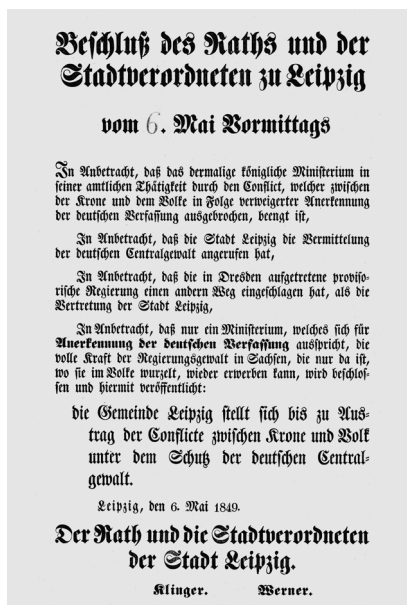 Beschluß des Raths und der
Stadtverordneten zu Leipzig
vom 6. Mai Vormittags
In Anbetracht, daß das dermalige königliche Ministerium in
seiner amtlichen Thätigkeit durch den Conflict, welcher zwischen
der Krone und dem Volke in Folge verweigerter Anerkennung
der deutschen Verfassung ausgebrochen, beengt ist,
In Anbetracht, daß die Stadt Leipzig die Vermittelung
der deutschen Centralgewalt angerufen hat,
In Anbetracht, daß die in Dresden aufgetretene proviso-
rische Regierung einen andern Weg eingeschlagen hat, als die
Vertretung der Stadt Leipzig,
In Anbetracht, daß nur ein Ministerium, welches sich für
Anerkennung der deutschen Verfassung ausspricht, die
volle Kraft der Regierungsgewalt in Sachsen, die nur da ist,
wo sie im Volke wurzelt, wieder erwerben kann, wird beschlos-
sen und hiermit veröffentlicht:
die Gemeinde Leipzig stellt sich bis zu Aus-
trag der Conflicte zwischen Krone und Volk
unter dem Schutz der deutschen Central-
gewalt.
Leipzig, den 6. Mai 1849.
Der Rath und die Stadtverordneten
der Stadt Leipzig.
Klinger. Werner.